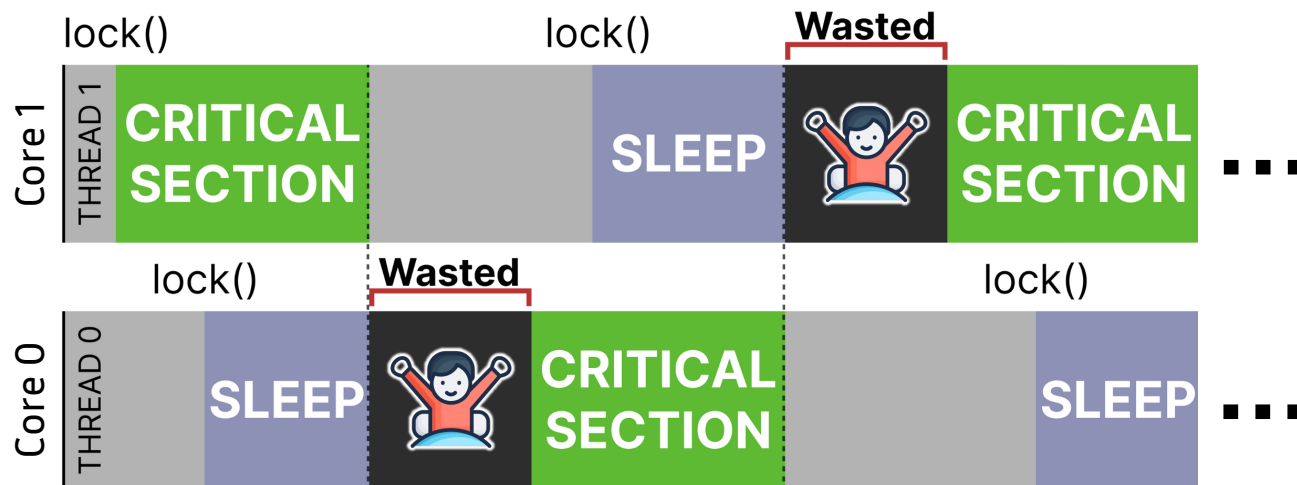 lock()
lock()
Wasted
Core 1
THREAD 1
CRITICAL
SECTION
SLEEP
CRITICAL
SECTION
lock()
Wasted
lock()
Core 0
THREAD 0
SLEEP
CRITICAL
SECTION
SLEEP